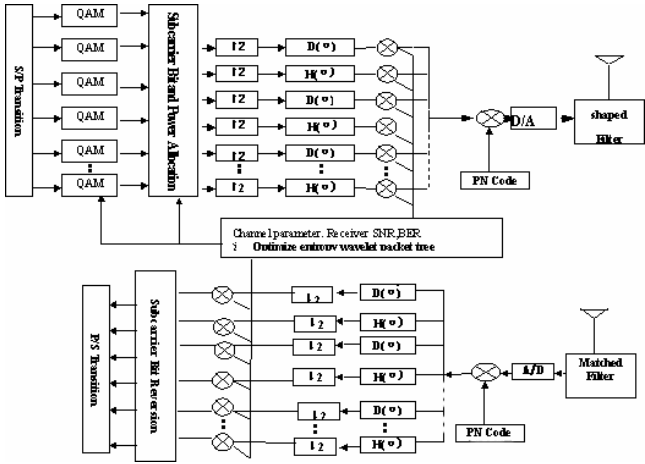 S/P Transition
QAM
QAM
QAM
QAM
QAM
QAM
Subcarrier Bit and Power Allocation
↑2
↑2
↑2
↑2
↑2
↑2
D(ω)
H(ω)
D(ω)
H(ω)
D(ω)
H(ω)
D/A
shaped
Filter
PN Code
Channel parameter. Receiver SNR,BER
Optimize entropy wavelet packet tree
P/S Transition
Subcarrier Bit Reversion
↓2
↓2
↓2
↓2
↓2
↓2
D(ω)
H(ω)
D(ω)
H(ω)
D(ω)
H(ω)
A/D
Matched
Filter
PN Code